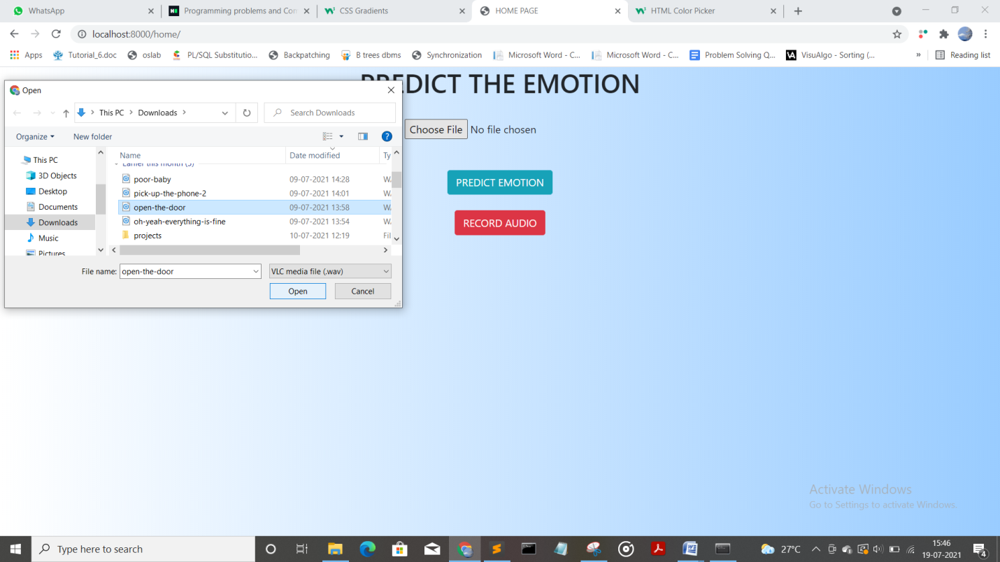 WhatsApp
Programming problems and Con
CSS Gradients
HOME PAGE
HTML Color Picker
localhost:8000/home/
Apps
Tutorial_6.doc
oslab
PL/SQL Substitutio...
Backpatching
B trees dbms
Synchronization
Microsoft Word - C...
Microsoft Word - C...
Problem Solving Q...
VisuAlgo - Sorting (...
»
Reading list
PREDICT THE EMOTION
Choose File No file chosen
PREDICT EMOTION
RECORD AUDIO
Open
This PC > Downloads >
Search Downloads
Organize
New folder
Name
Date modified
Ty
This PC
3D Objects
Desktop
Documents
Downloads
Music
Pictures
Earlier this month (5)
poor-baby 09-07-2021 14:28 WA
pick-up-the-phone-2 09-07-2021 14:01 WA
open-the-door 09-07-2021 13:58 WA
oh-yeah-everything-is-fine 09-07-2021 13:54 WA
projects 10-07-2021 12:19 Fil
File name: open-the-door
VLC media file (.wav)
Open
Cancel
Activate Windows
Go to Settings to activate Windows.
Type here to search
27°C
15:46
19-07-2021
4